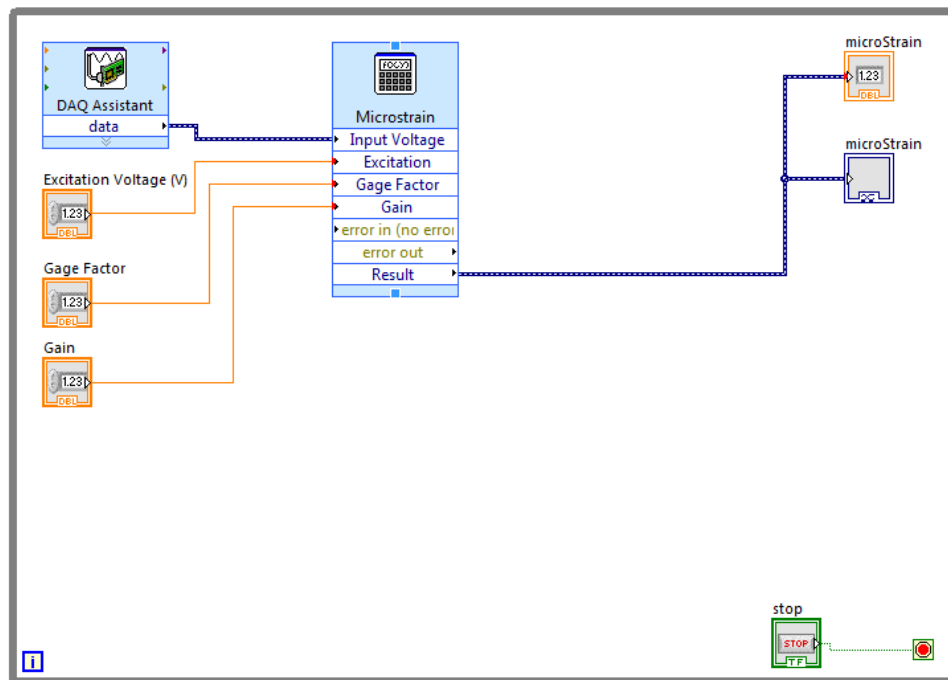 DAQ Assistant
data
Excitation Voltage (V)
1.23
DBL
Gage Factor
1.23
DBL
Gain
1.23
DBL
f(x,y)
Microstrain
Input Voltage
Excitation
Gage Factor
Gain
error in (no erro
error out
Result
microStrain
1.23
DBL
microStrain
stop
STOP
TF
i